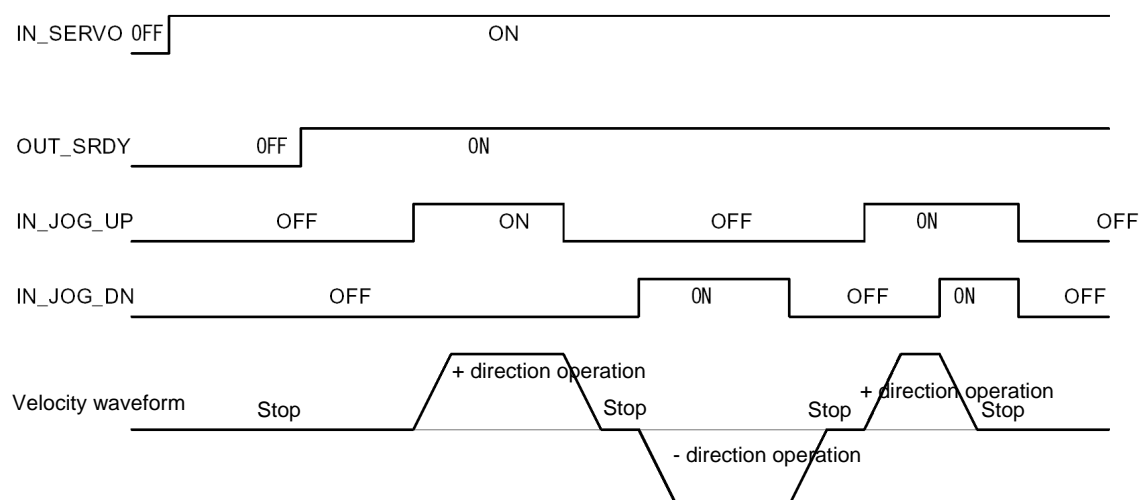 IN_SERVO OFF ON
OUT_SRDY OFF ON
IN_JOG_UP OFF ON OFF ON OFF
IN_JOG_DN OFF ON OFF ON OFF
+ direction operation
+ direction operation
Velocity waveform Stop Stop Stop Stop
- direction operation